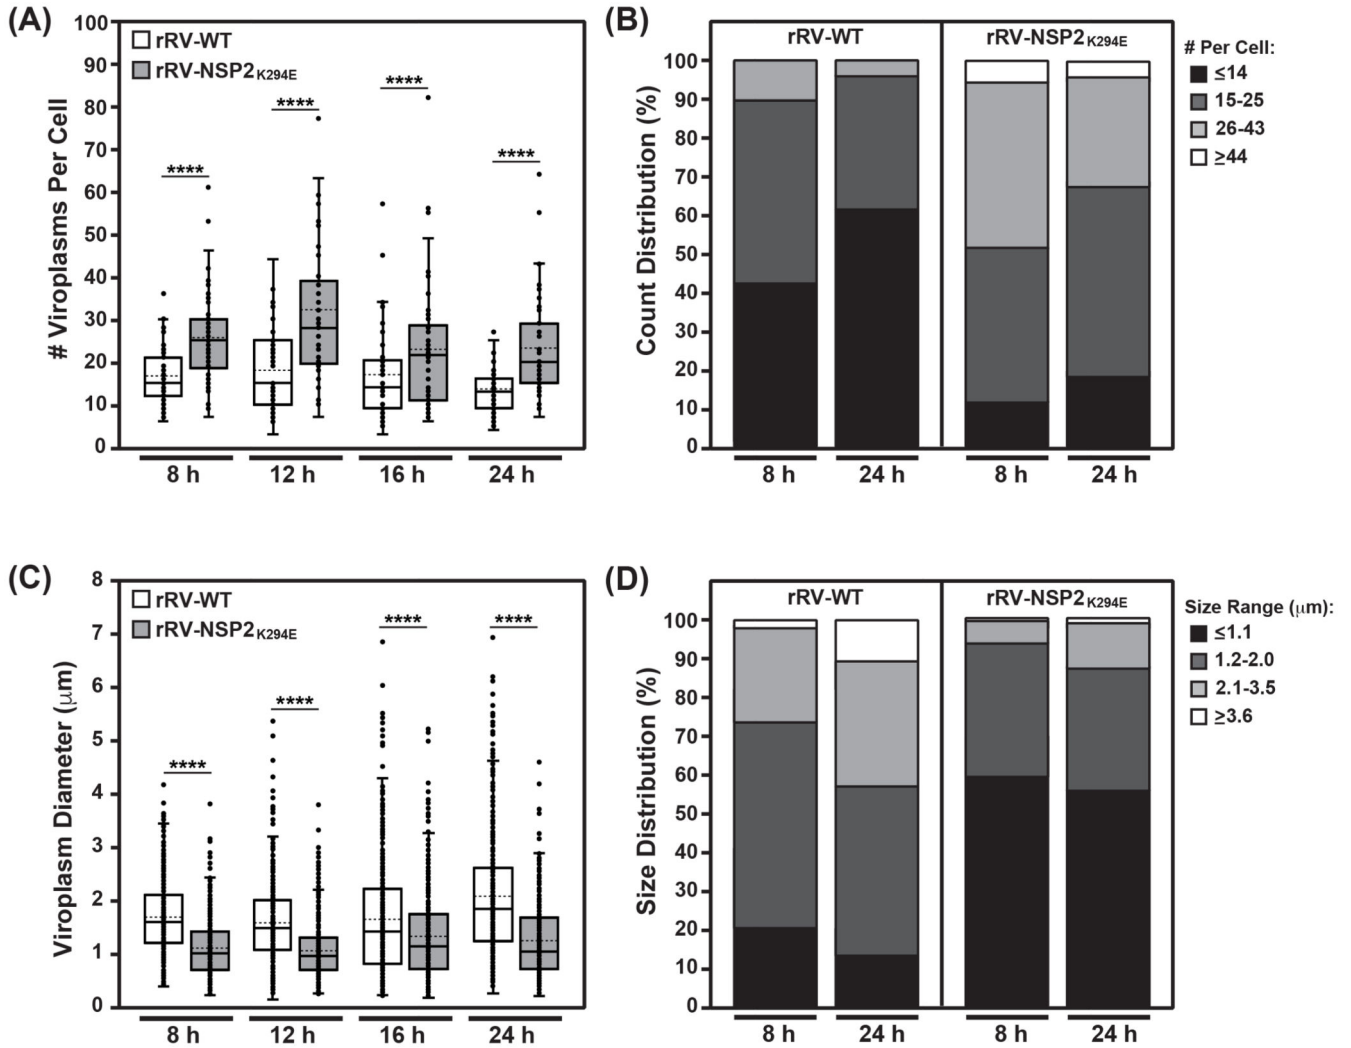 (A)
# Viroplasms Per Cell
100
90
80
70
60
50
40
30
20
10
0
rRV-WT
rRV-NSP2K294E
****
****
****
****
8 h
12 h
16 h
24 h
(B)
Count Distribution (%)
100
90
80
70
60
50
40
30
20
10
0
rRV-WT
rRV-NSP2K294E
8 h
24 h
8 h
24 h
# Per Cell:
≤14
15-25
26-43
≥44
(C)
Viroplasm Diameter (μm)
8
7
6
5
4
3
2
1
0
rRV-WT
rRV-NSP2K294E
****
****
****
****
8 h
12 h
16 h
24 h
(D)
Size Distribution (%)
100
90
80
70
60
50
40
30
20
10
0
rRV-WT
rRV-NSP2K294E
8 h
24 h
8 h
24 h
Size Range (μm):
≤1.1
1.2-2.0
2.1-3.5
≥3.6